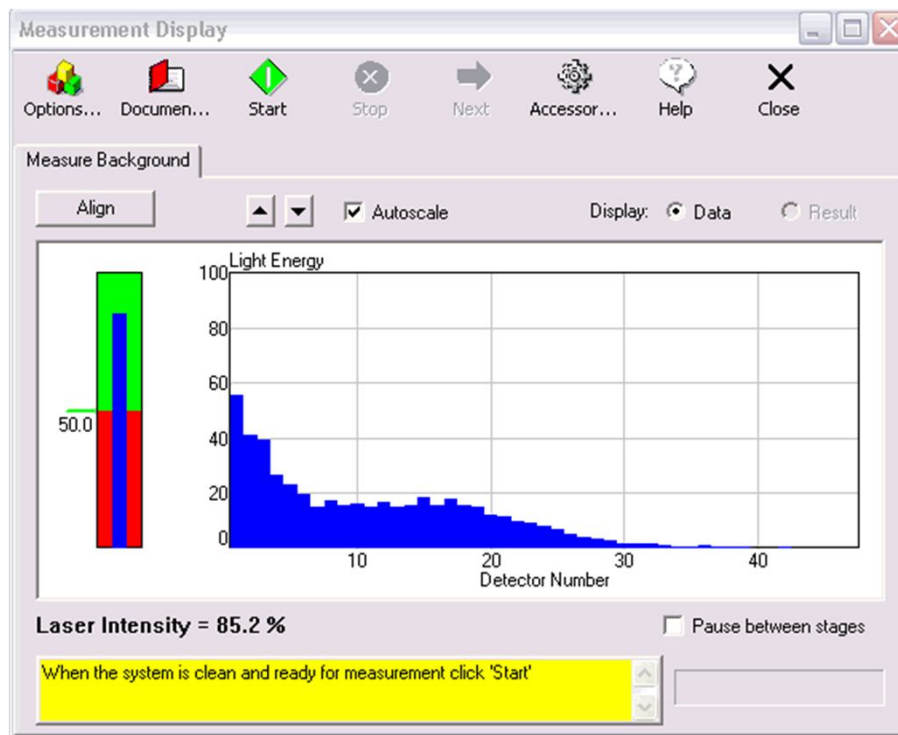 Measurement Display
Options... Documen... Start Stop Next Accessor... Help Close
Measure Background
Align Autoscale Display: Data Result
Light Energy
100
80
60
50.0
40
20
0
10 20 30 40
Detector Number
Laser Intensity = 85.2 % Pause between stages
When the system is clean and ready for measurement click 'Start'